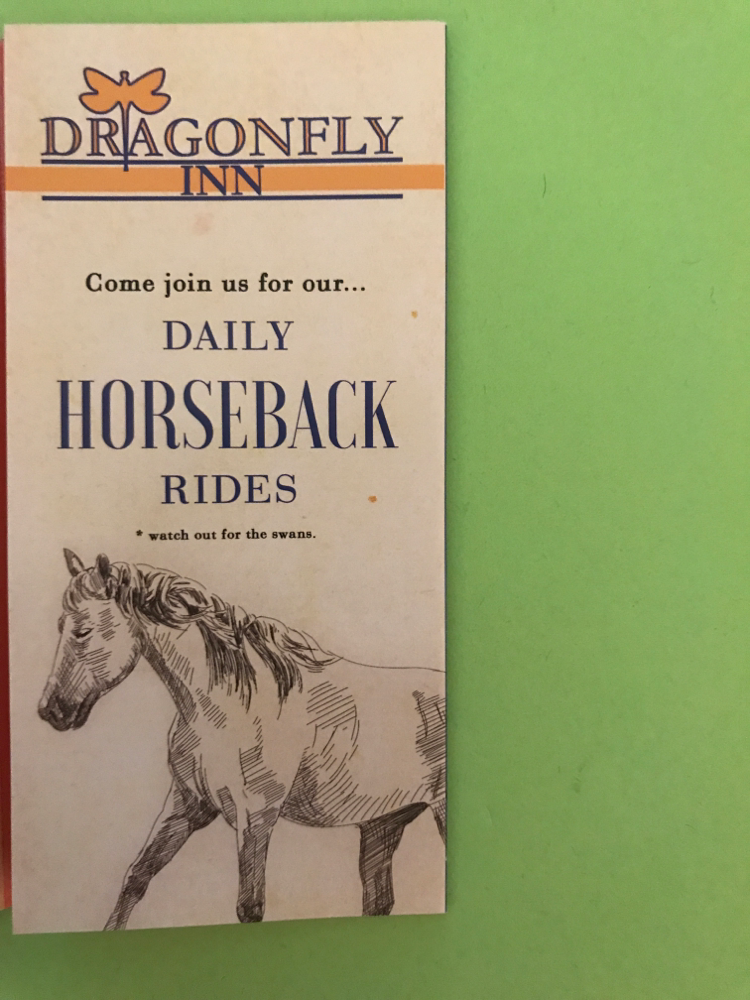 DRAGONFLY
INN
Come join us for our...
DAILY
HORSEBACK
RIDES
* watch out for the swans.